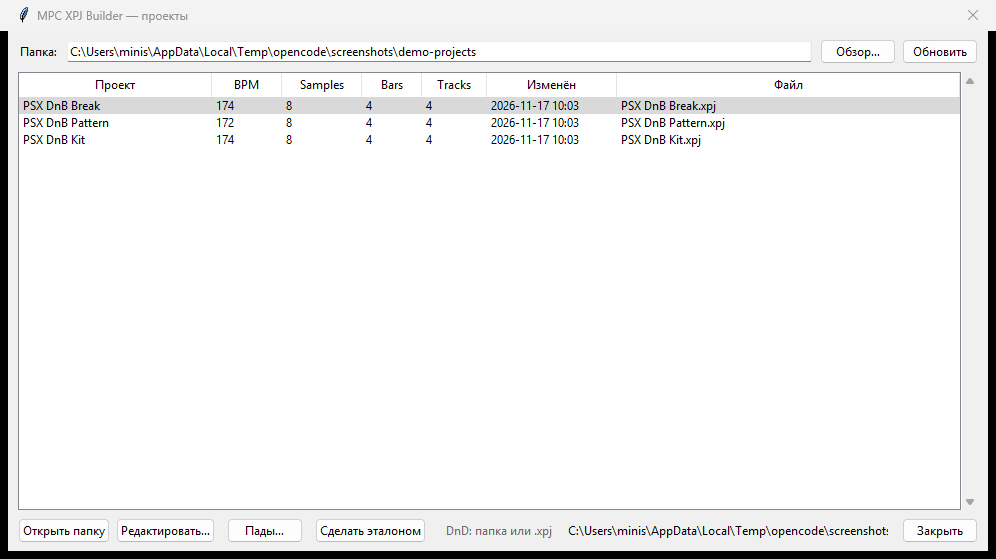 MPC XPJ Builder — проекты
Папка: C:\Users\minis\AppData\Local\Temp\opencode\screenshots\demo-projects Обзор... Обновить
Проект BPM Samples Bars Tracks Изменён Файл
PSX DnB Break 174 8 4 4 2026-11-17 10:03 PSX DnB Break.xpj
PSX DnB Pattern 172 8 4 4 2026-11-17 10:03 PSX DnB Pattern.xpj
PSX DnB Kit 174 8 4 4 2026-11-17 10:03 PSX DnB Kit.xpj
Открыть папку Редактировать... Пады... Сделать эталоном DnD: папка или .xpj C:\Users\minis\AppData\Local\Temp\opencode\screenshots Закрыть